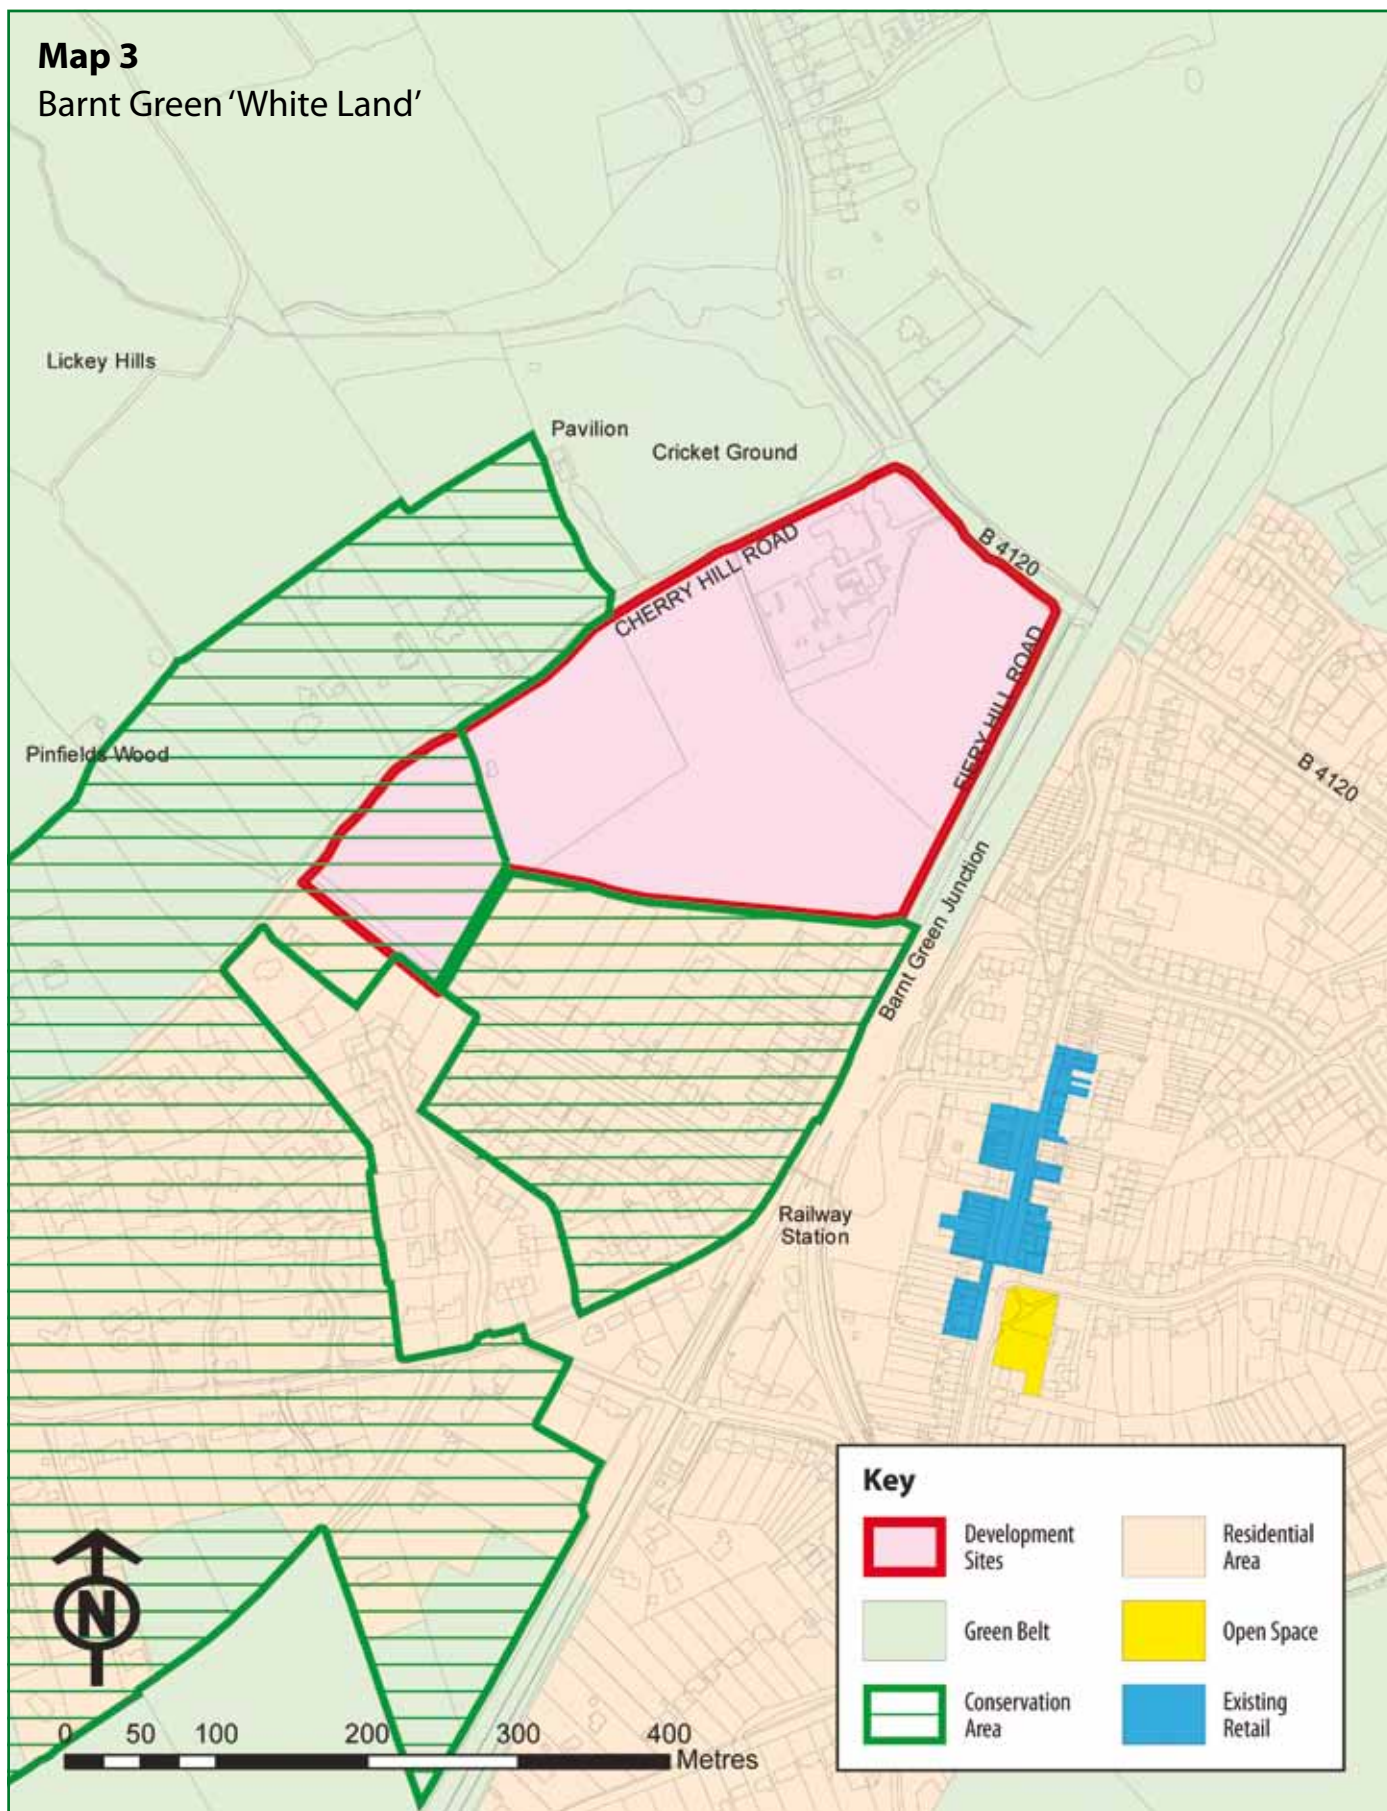 Map 3
Barnt Green ‘White Land’
Lickey Hills
Pavilion
Cricket Ground
CHERRY HILL ROAD
B 4120
FIERY HILL ROAD
Pinfields Wood
B 4120
Barnt Green Junction
Railway
Station
Key
Development
Sites
Residential
Area
Green Belt
Open Space
Conservation
Area
Existing
Retail
N
0 50 100 200 300 400
Metres